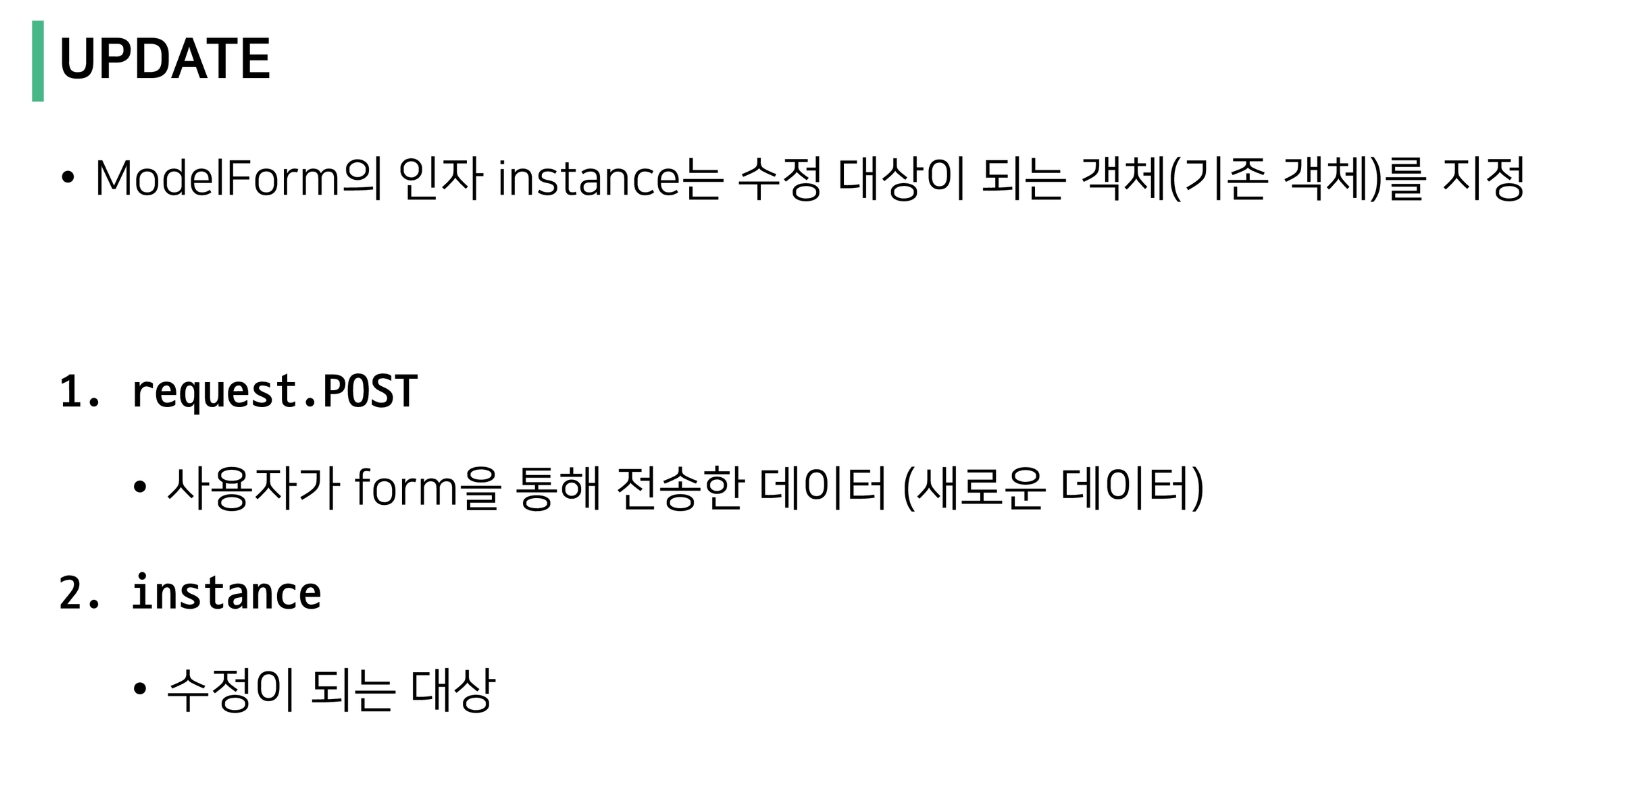 UPDATE
• ModelForm의 인자 instance는 수정 대상이 되는 객체(기존 객체)를 지정
1. request.POST
• 사용자가 form을 통해 전송한 데이터 (새로운 데이터)
2. instance
• 수정이 되는 대상